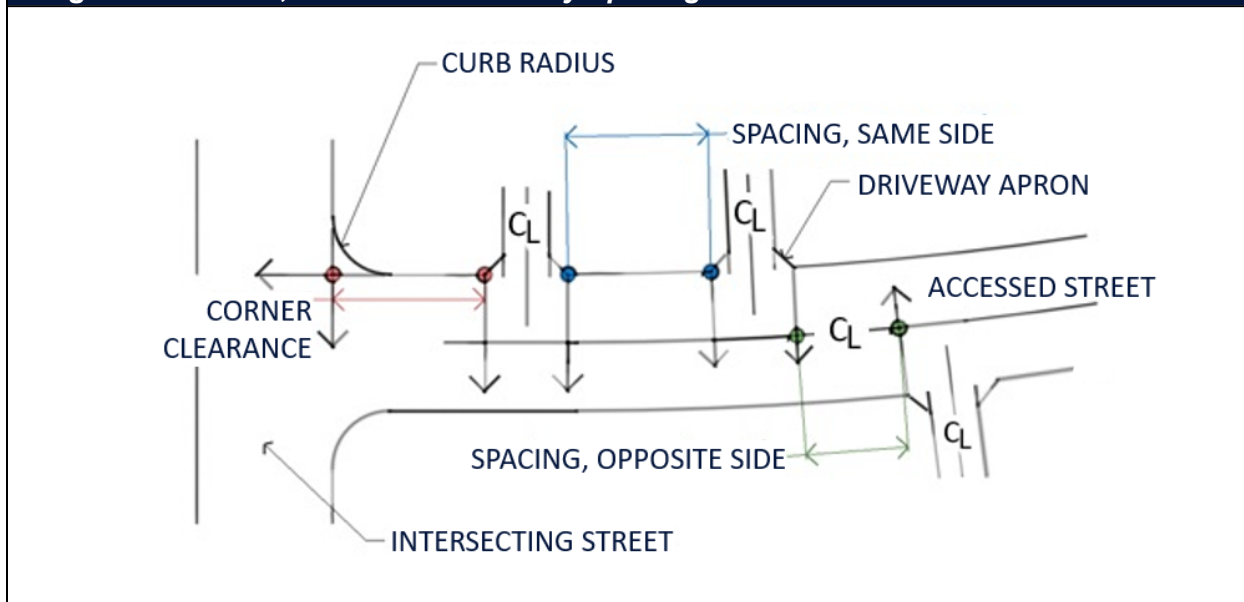 CURB RADIUS
SPACING, SAME SIDE
DRIVEWAY APRON
CL
CL
ACCESSED STREET
CORNER
CLEARANCE
CL
CL
SPACING, OPPOSITE SIDE
INTERSECTING STREET